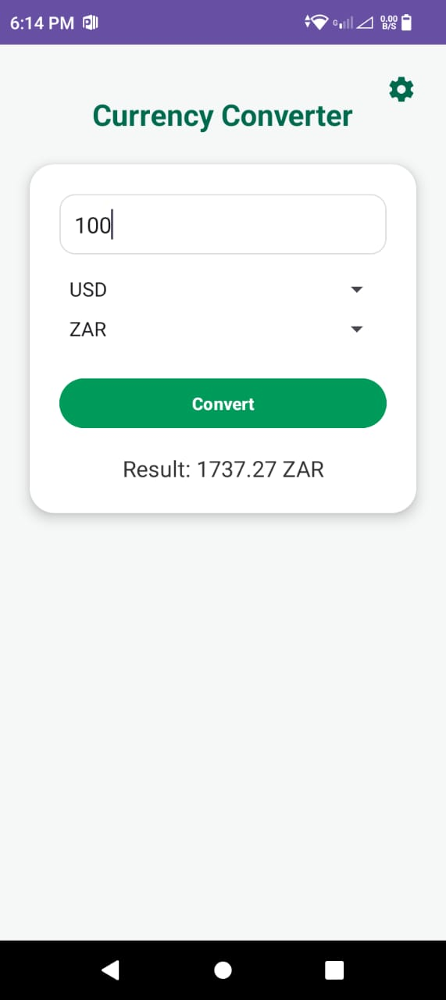 6:14 PM
G
0.00
B/S
Currency Converter
100
USD
ZAR
Convert
Result: 1737.27 ZAR